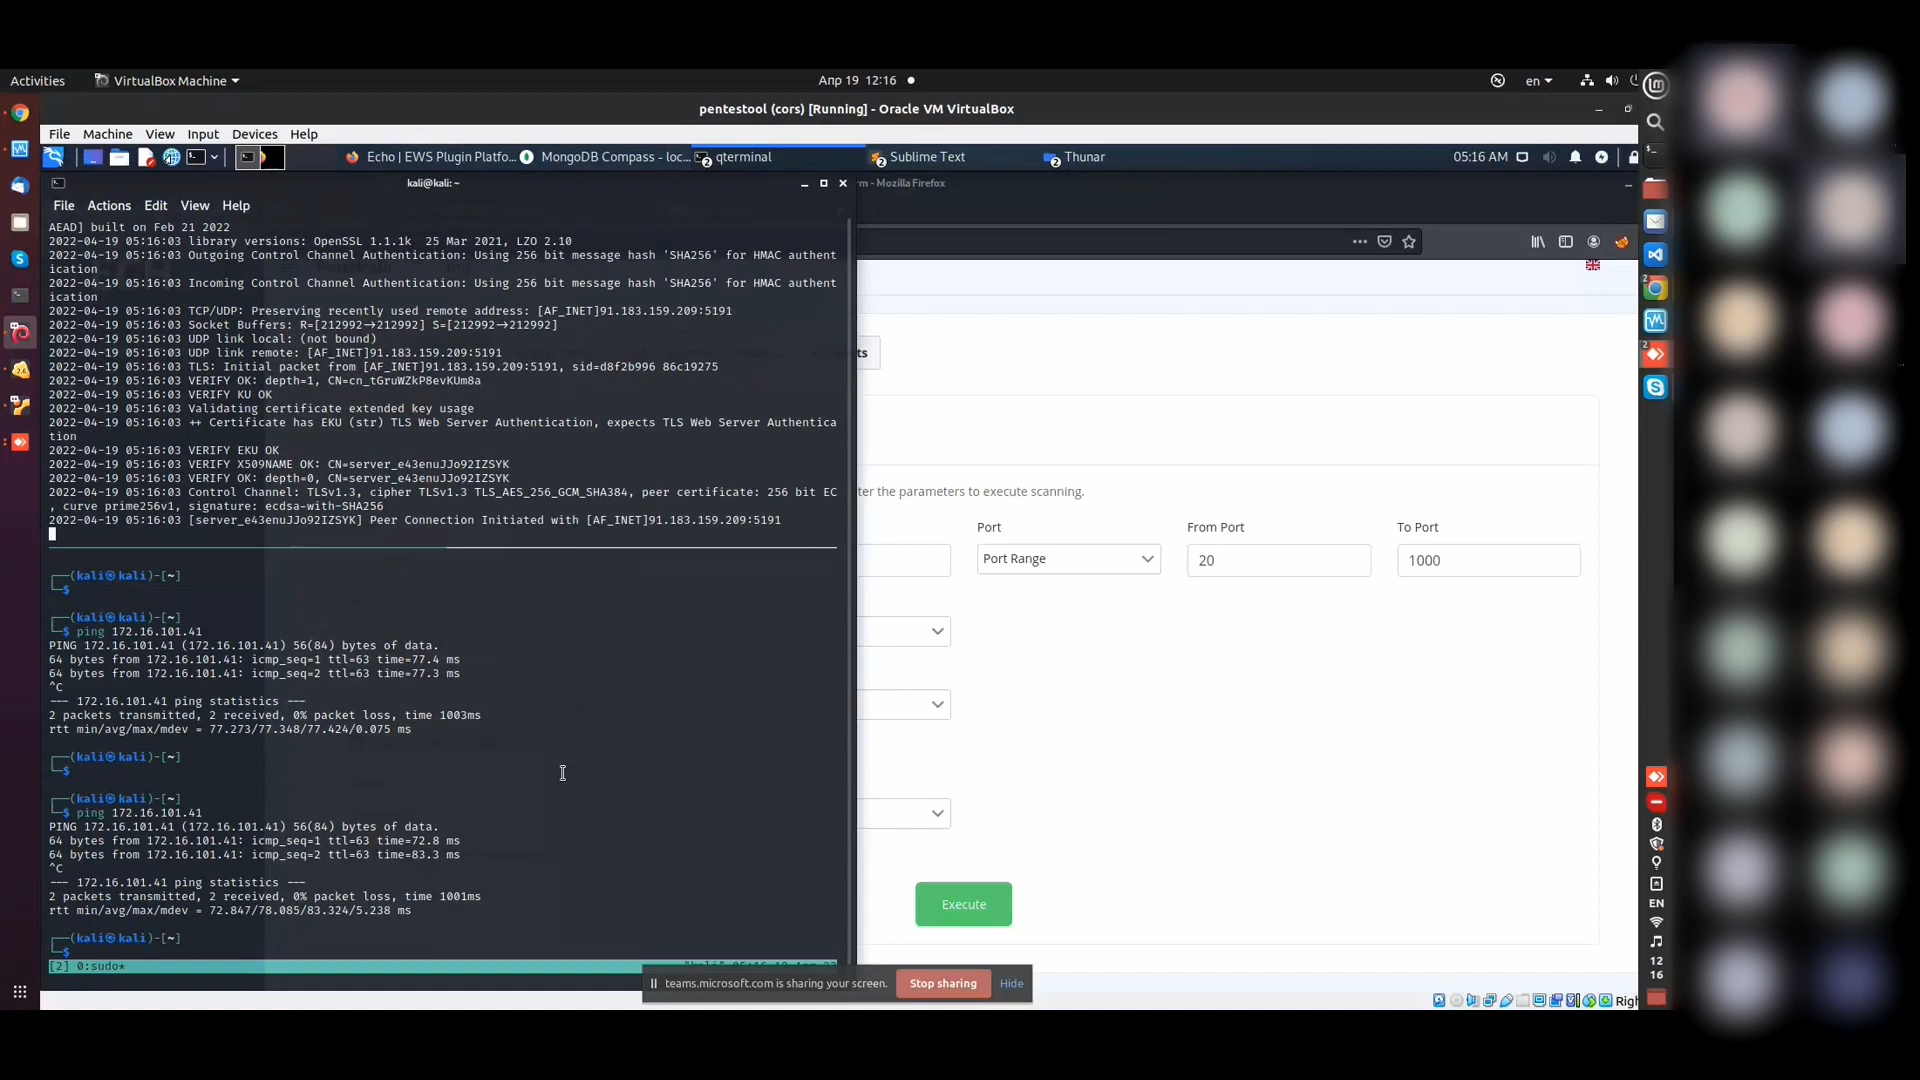 Activities
VirtualBox Machine
Апр 19 12:16
en
pentestool (cors) [Running] - Oracle VM VirtualBox
File Machine View Input Devices Help
Echo | EWS Plugin Platfo...
MongoDB Compass - loc...
2 qterminal
2 Sublime Text
2 Thunar
05:16 AM
kali@kali: ~
rm - Mozilla Firefox
File Actions Edit View Help
AEAD] built on Feb 21 2022
2022-04-19 05:16:03 library versions: OpenSSL 1.1.1k 25 Mar 2021, LZO 2.10
2022-04-19 05:16:03 Outgoing Control Channel Authentication: Using 256 bit message hash 'SHA256' for HMAC authent
ication
2022-04-19 05:16:03 Incoming Control Channel Authentication: Using 256 bit message hash 'SHA256' for HMAC authent
ication
2022-04-19 05:16:03 TCP/UDP: Preserving recently used remote address: [AF_INET]91.183.159.209:5191
2022-04-19 05:16:03 Socket Buffers: R=[212992→212992] S=[212992→212992]
2022-04-19 05:16:03 UDP link local: (not bound)
2022-04-19 05:16:03 UDP link remote: [AF_INET]91.183.159.209:5191
2022-04-19 05:16:03 TLS: Initial packet from [AF_INET]91.183.159.209:5191, sid=d8f2b996 86c19275
2022-04-19 05:16:03 VERIFY OK: depth=1, CN=cn_tGruWZkP8evKUm8a
2022-04-19 05:16:03 VERIFY KU OK
2022-04-19 05:16:03 Validating certificate extended key usage
2022-04-19 05:16:03 ++ Certificate has EKU (str) TLS Web Server Authentication, expects TLS Web Server Authentica
tion
2022-04-19 05:16:03 VERIFY EKU OK
2022-04-19 05:16:03 VERIFY X509NAME OK: CN=server_e43enuJJo92IZSYK
2022-04-19 05:16:03 VERIFY OK: depth=0, CN=server_e43enuJJo92IZSYK
2022-04-19 05:16:03 Control Channel: TLSv1.3, cipher TLSv1.3 TLS_AES_256_GCM_SHA384, peer certificate: 256 bit EC
, curve prime256v1, signature: ecdsa-with-SHA256
2022-04-19 05:16:03 [server_e43enuJJo92IZSYK] Peer Connection Initiated with [AF_INET]91.183.159.209:5191
┌──(kali㉿kali)-[~]
└─$
┌──(kali㉿kali)-[~]
└─$ ping 172.16.101.41
PING 172.16.101.41 (172.16.101.41) 56(84) bytes of data.
64 bytes from 172.16.101.41: icmp_seq=1 ttl=63 time=77.4 ms
64 bytes from 172.16.101.41: icmp_seq=2 ttl=63 time=77.3 ms
^C
--- 172.16.101.41 ping statistics ---
2 packets transmitted, 2 received, 0% packet loss, time 1003ms
rtt min/avg/max/mdev = 77.273/77.348/77.424/0.075 ms
┌──(kali㉿kali)-[~]
└─$
┌──(kali㉿kali)-[~]
└─$ ping 172.16.101.41
PING 172.16.101.41 (172.16.101.41) 56(84) bytes of data.
64 bytes from 172.16.101.41: icmp_seq=1 ttl=63 time=72.8 ms
64 bytes from 172.16.101.41: icmp_seq=2 ttl=63 time=83.3 ms
^C
--- 172.16.101.41 ping statistics ---
2 packets transmitted, 2 received, 0% packet loss, time 1001ms
rtt min/avg/max/mdev = 72.847/78.085/83.324/5.238 ms
┌──(kali㉿kali)-[~]
└─$
[2] 0:sudo*
ts
ter the parameters to execute scanning.
Port
From Port
To Port
Port Range
20
1000
Execute
teams.microsoft.com is sharing your screen.
Stop sharing
Hide
Righ
EN
12
16